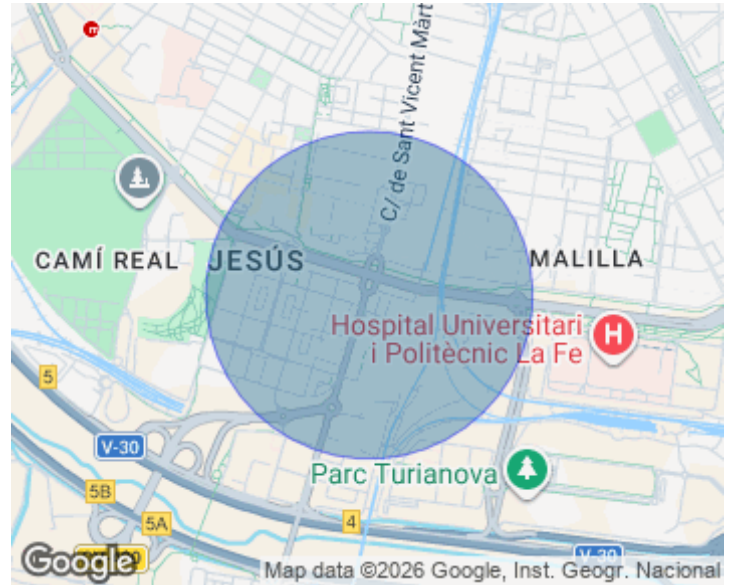 C/ de Sant Vicent Màrt
CAMÍ REAL
JESÚS
MALILLA
Hospital Universitari
i Politècnic La Fe
H
5
V-30
Parc Turianova
5B
5A
4
V-30
Google
Map data ©2026 Google, Inst. Geogr. Nacional